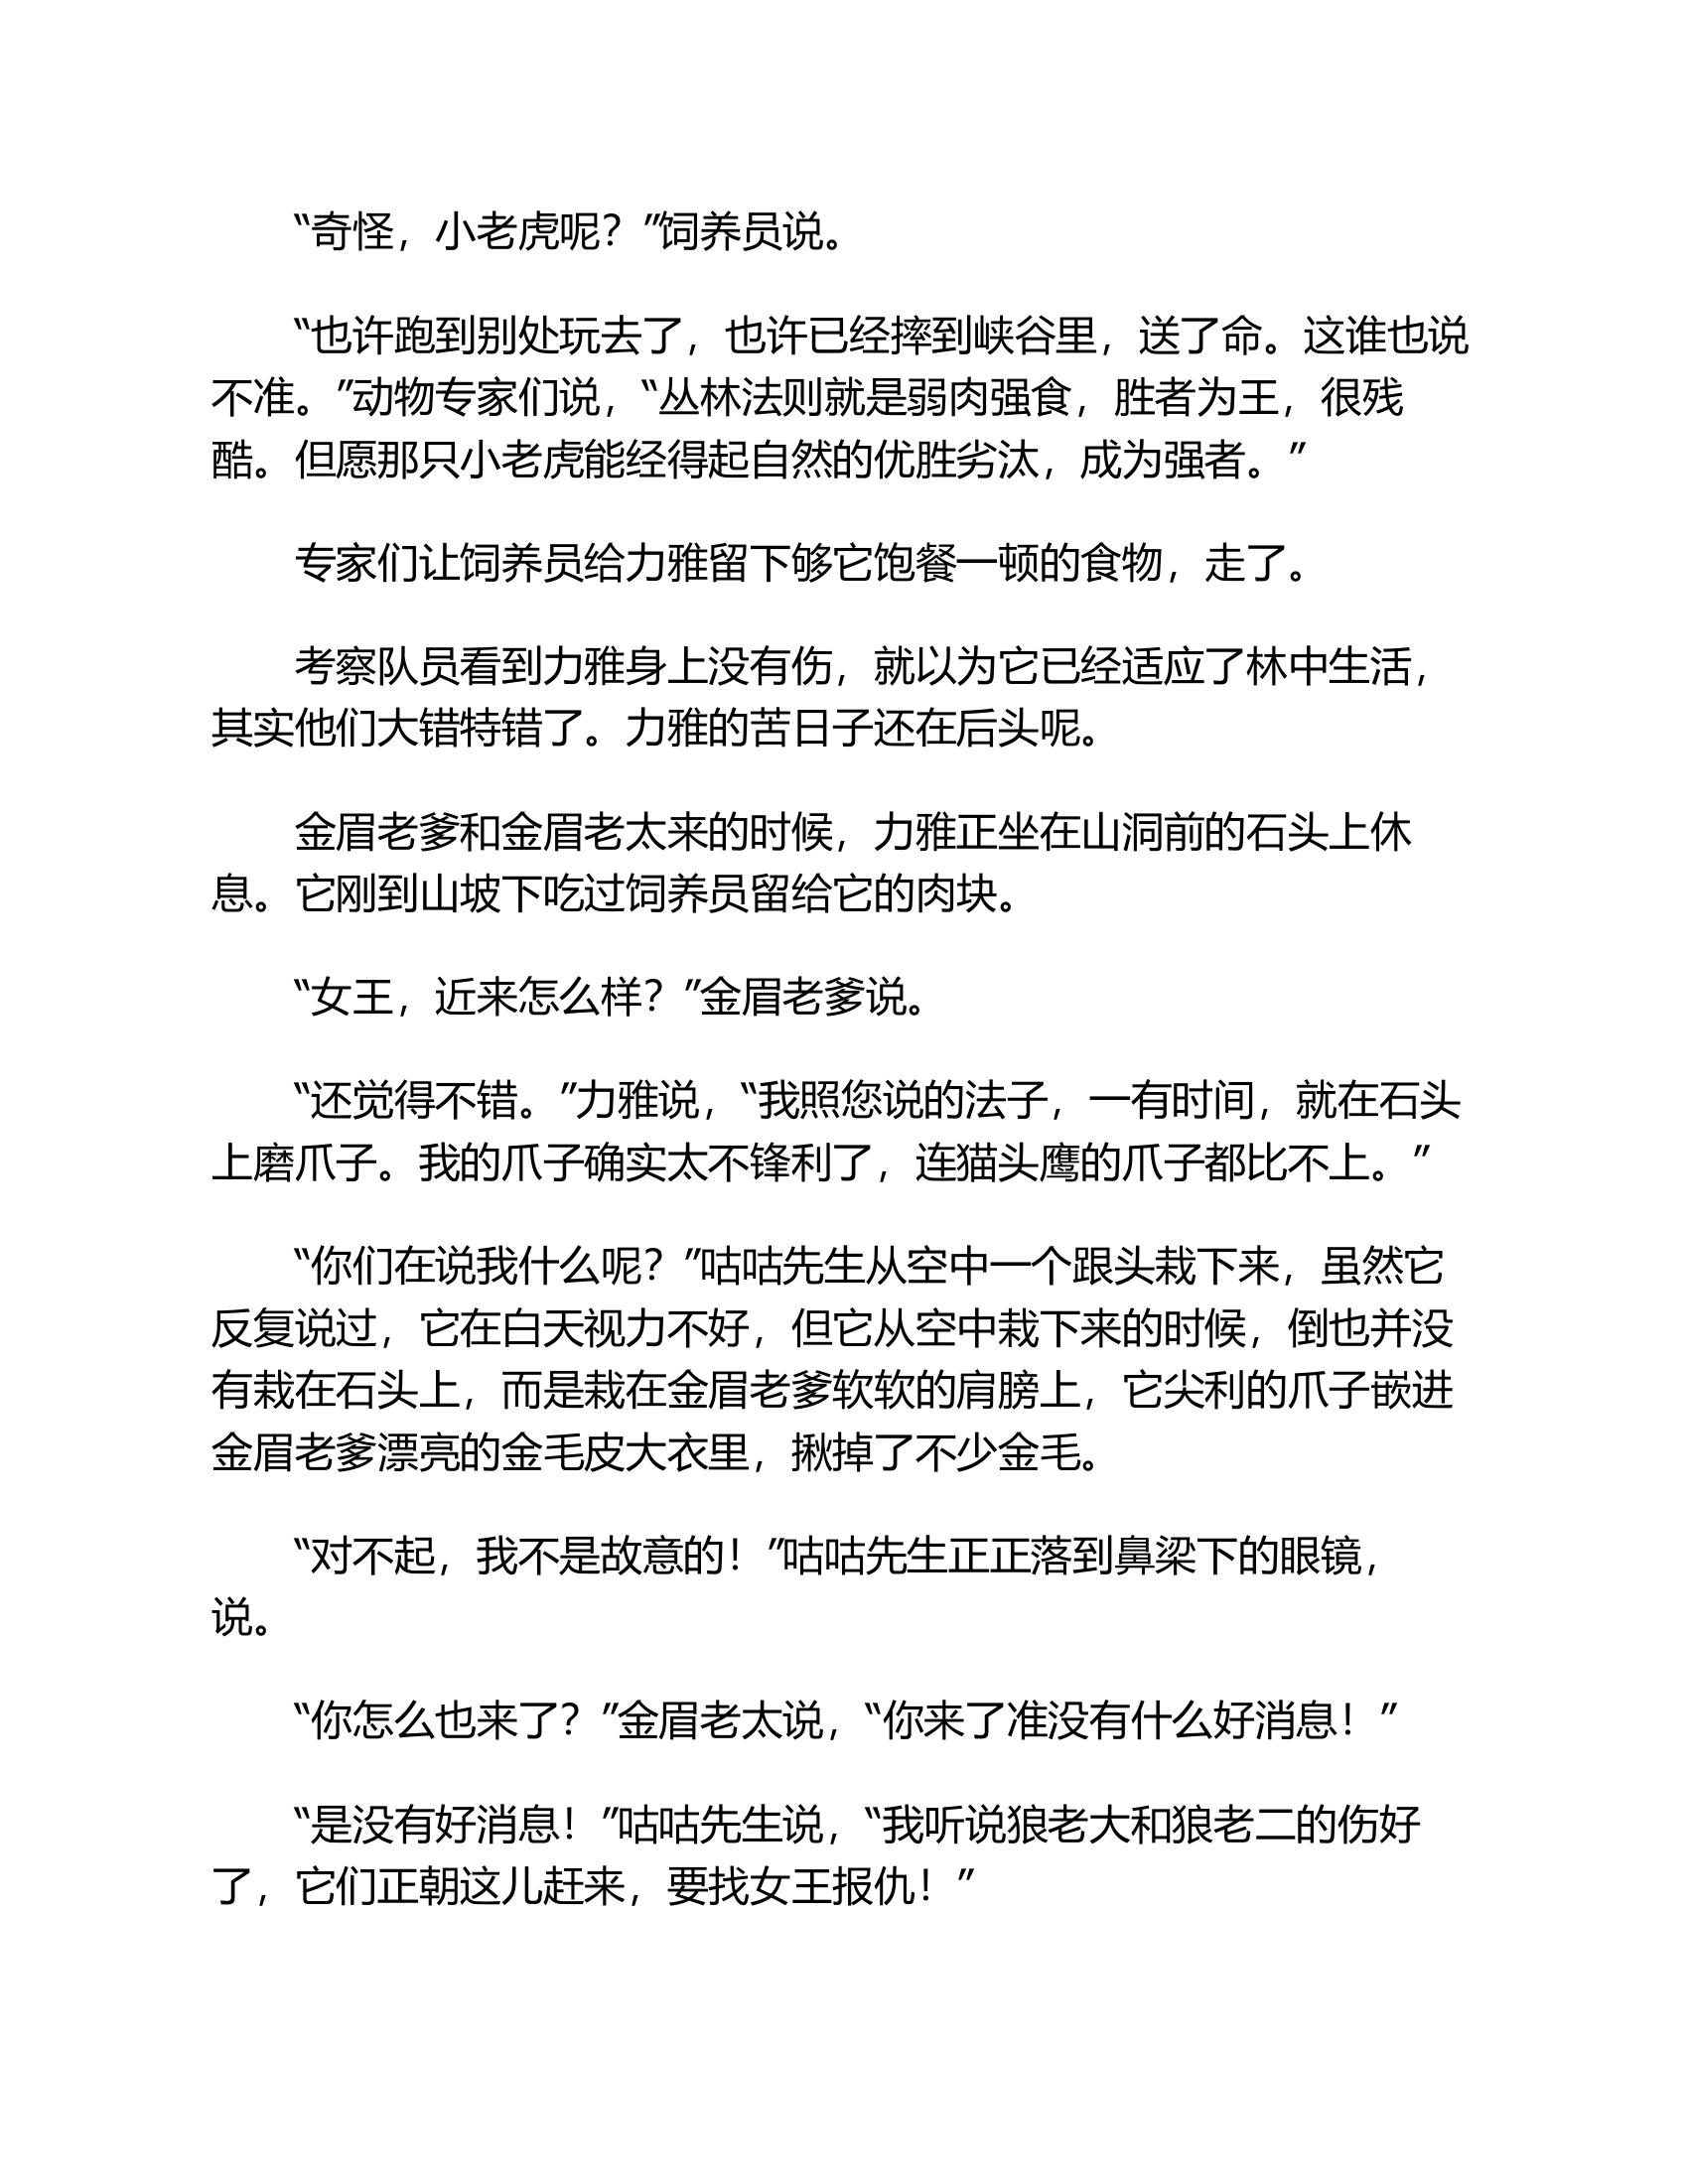 “奇怪，小老虎呢？”饲养员说。
“也许跑到别处玩去了，也许已经摔到峡谷里，送了命。这谁也说
不准。”动物专家们说，“丛林法则就是弱肉强食，胜者为王，很残
酷。但愿那只小老虎能经得起自然的优胜劣汰，成为强者。”
专家们让饲养员给力雅留下够它饱餐一顿的食物，走了。
考察队员看到力雅身上没有伤，就以为它已经适应了林中生活，
其实他们大错特错了。力雅的苦日子还在后头呢。
金眉老爹和金眉老太来的时候，力雅正坐在山洞前的石头上休
息。它刚到山坡下吃过饲养员留给它的肉块。
“女王，近来怎么样？”金眉老爹说。
“还觉得不错。”力雅说，“我照您说的法子，一有时间，就在石头
上磨爪子。我的爪子确实太不锋利了，连猫头鹰的爪子都比不上。”
“你们在说我什么呢？”咕咕先生从空中一个跟头栽下来，虽然它
反复说过，它在白天视力不好，但它从空中栽下来的时候，倒也并没
有栽在石头上，而是栽在金眉老爹软软的肩膀上，它尖利的爪子嵌进
金眉老爹漂亮的金毛皮大衣里，揪掉了不少金毛。
“对不起，我不是故意的！”咕咕先生正正落到鼻梁下的眼镜，
说。
“你怎么也来了？”金眉老太说，“你来了准没有什么好消息！”
“是没有好消息！”咕咕先生说，“我听说狼老大和狼老二的伤好
了，它们正朝这儿赶来，要找女王报仇！”